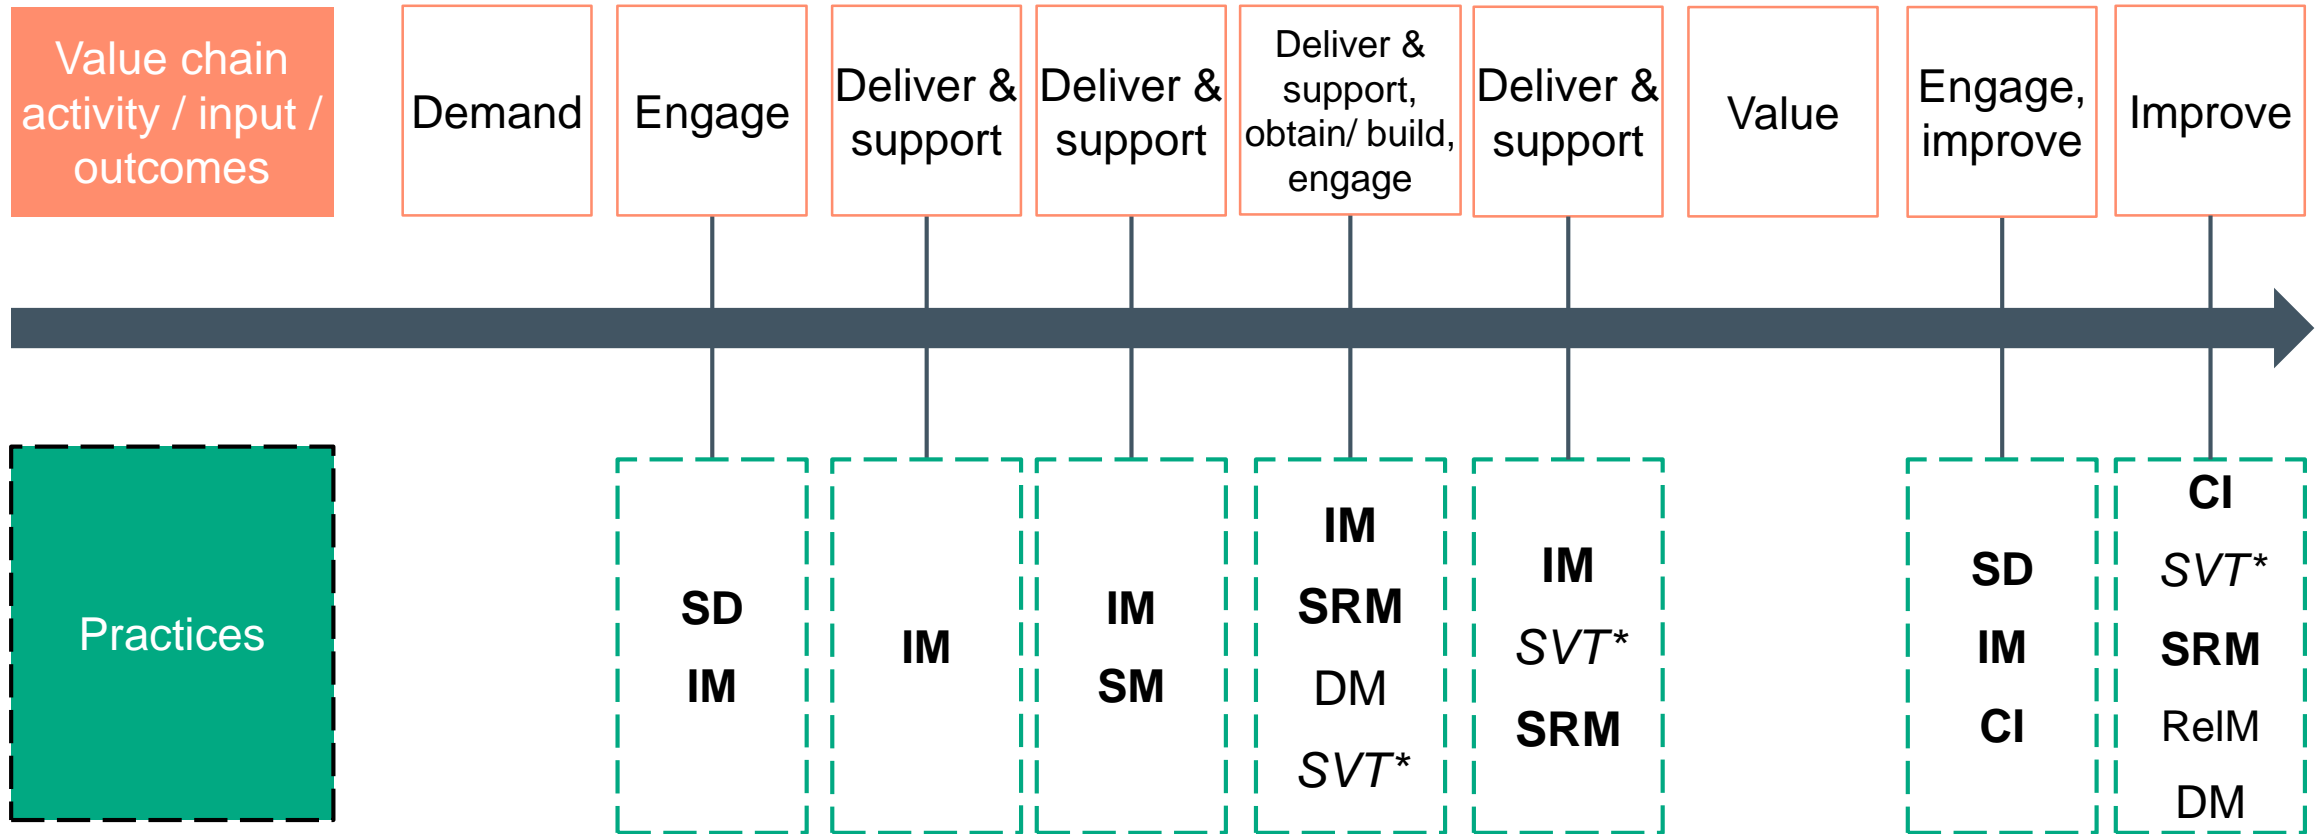 Value chain
activity / input /
outcomes
Demand
Engage
Deliver &
support
Deliver &
support
Deliver &
support,
obtain/ build,
engage
Deliver &
support
Value
Engage,
improve
Improve
Practices
SD
IM
IM
IM
SM
IM
SRM
DM
SVT*
IM
SVT*
SRM
SD
IM
CI
CI
SVT*
SRM
RelM
DM